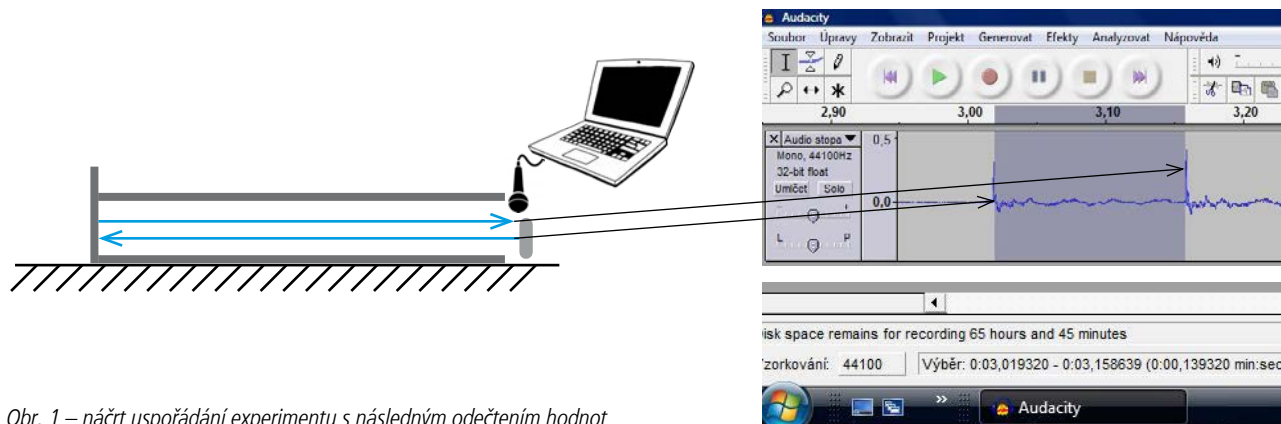 Audacity
Soubor Úpravy Zobrazit Projekt Generovat Efekty Analyzovat Nápověda
2,90 3,00 3,10 3,20
Audio stopa 0,5
Mono, 44100Hz
32-bit float
Umlčet Solo
- + 0,0
L P
isk space remains for recording 65 hours and 45 minutes
zorkování: 44100 Výběr: 0:03,019320 - 0:03,158639 (0:00,139320 min:sec
» Audacity
Obr. 1 – náčrt uspořádání experimentu s následným odečtením hodnot